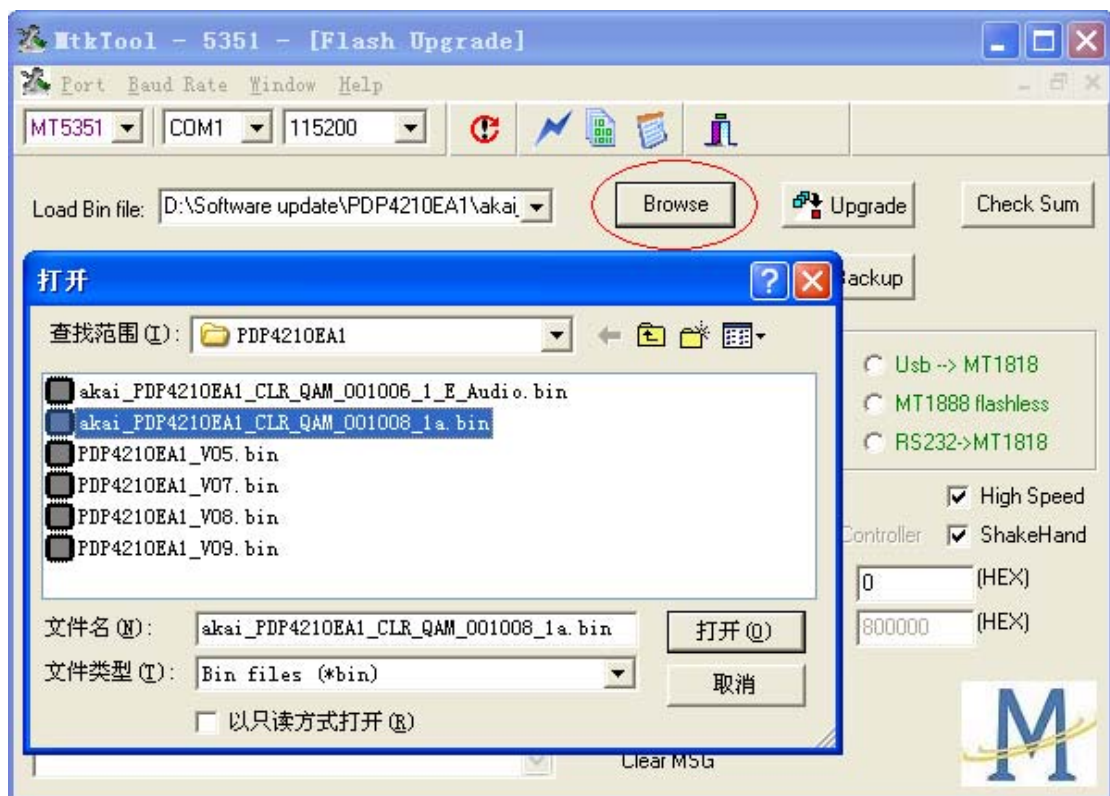 MtkTool - 5351 - [Flash Upgrade]
Port Baud Rate Window Help
MT5351 COM1 115200
Load Bin file: D:\Software update\PDP4210EA1\akai_ Browse Upgrade Check Sum
打开
查找范围(I): PDP4210EA1
akai_PDP4210EA1_CLR_QAM_001006_1_E_Audio.bin
akai_PDP4210EA1_CLR_QAM_001008_1a.bin
PDP4210EA1_V05.bin
PDP4210EA1_V07.bin
PDP4210EA1_V08.bin
PDP4210EA1_V09.bin
文件名(N): akai_PDP4210EA1_CLR_QAM_001008_1a.bin 打开(O)
文件类型(T): Bin files (*bin) 取消
以只读方式打开(R)
Backup
Usb --> MT1818
MT1888 flashless
RS232->MT1818
High Speed
Controller ShakeHand
0 (HEX)
800000 (HEX)
Clear MSG